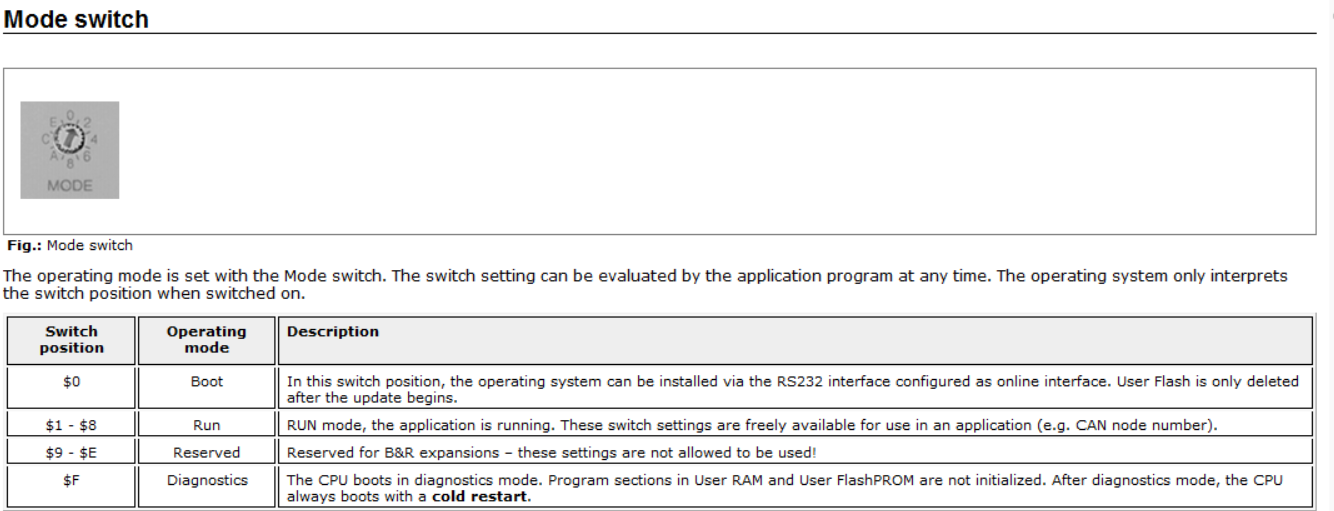 Mode switch
E 0 2
C 4
A 8 6
MODE
Fig.: Mode switch
The operating mode is set with the Mode switch. The switch setting can be evaluated by the application program at any time. The operating system only interprets
the switch position when switched on.
Switch position Operating mode Description
$0 Boot In this switch position, the operating system can be installed via the RS232 interface configured as online interface. User Flash is only deleted
after the update begins.
$1 - $8 Run RUN mode, the application is running. These switch settings are freely available for use in an application (e.g. CAN node number).
$9 - $E Reserved Reserved for B&R expansions – these settings are not allowed to be used!
$F Diagnostics The CPU boots in diagnostics mode. Program sections in User RAM and User FlashPROM are not initialized. After diagnostics mode, the CPU
always boots with a cold restart.